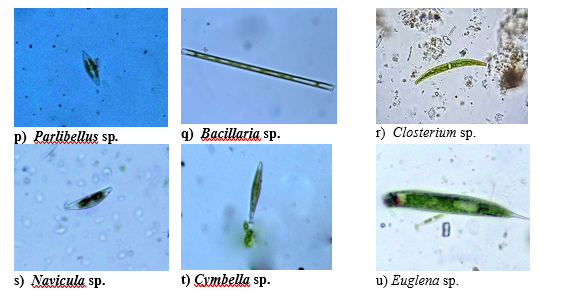 p) Parlibellus sp.
q) Bacillaria sp.
r) Closterium sp.
s) Navicula sp.
t) Cymbella sp.
u) Euglena sp.